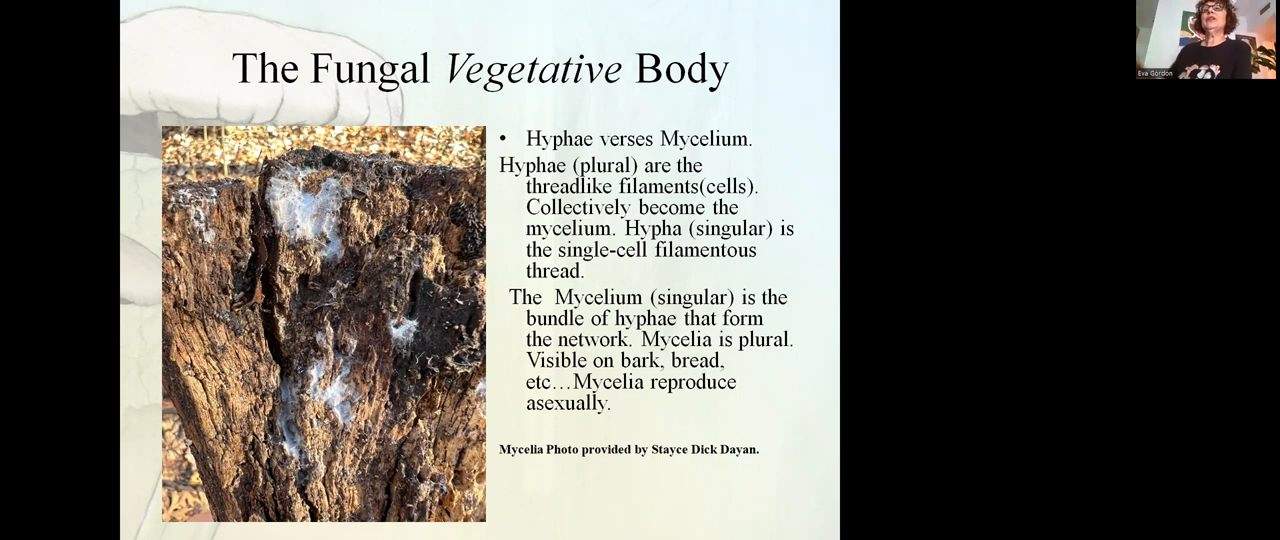 The Fungal Vegetative Body
• Hyphae verses Mycelium.
Hyphae (plural) are the
threadlike filaments(cells).
Collectively become the
mycelium. Hypha (singular) is
the single-cell filamentous
thread.
The Mycelium (singular) is the
bundle of hyphae that form
the network. Mycelia is plural.
Visible on bark, bread,
etc…Mycelia reproduce
asexually.
Mycelia Photo provided by Stayce Dick Dayan.
Eva Gordon